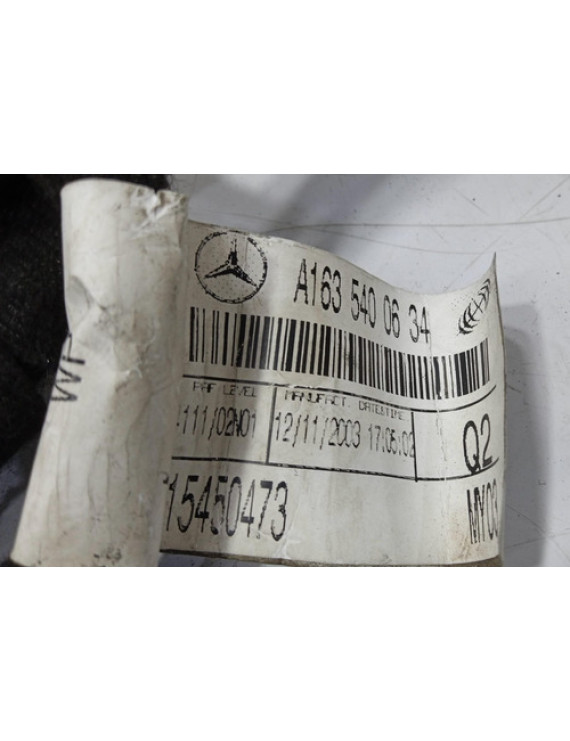 A163 540 06 34
PAF LEVEL MANUFACT. DATE&TIME
4111/02N01 12/11/2003 17:05:02 Q2
15450473 MY03